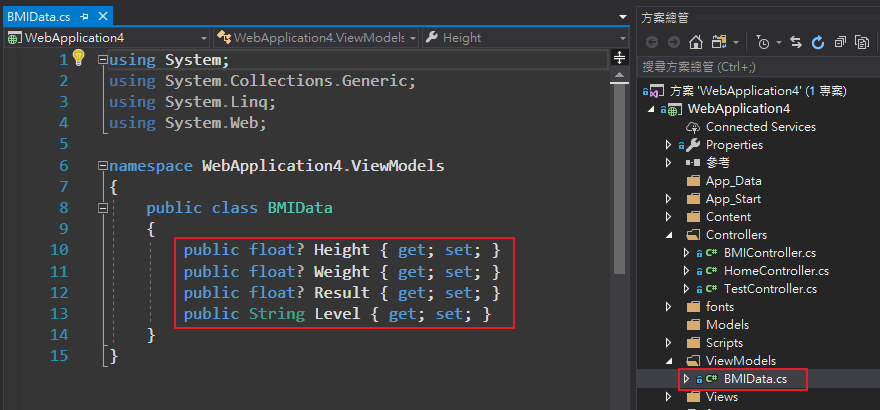 BMIData.cs
WebApplication4
WebApplication4.ViewModels
Height
1 using System;
2 using System.Collections.Generic;
3 using System.Linq;
4 using System.Web;
5
6 namespace WebApplication4.ViewModels
7 {
8 public class BMIData
9 {
10 public float? Height { get; set; }
11 public float? Weight { get; set; }
12 public float? Result { get; set; }
13 public String Level { get; set; }
14 }
15 }
方案總管
搜尋方案總管 (Ctrl+;)
方案 'WebApplication4' (1 專案)
WebApplication4
Connected Services
Properties
參考
App_Data
App_Start
Content
Controllers
C# BMIController.cs
C# HomeController.cs
C# TestController.cs
fonts
Models
Scripts
ViewModels
C# BMIData.cs
Views